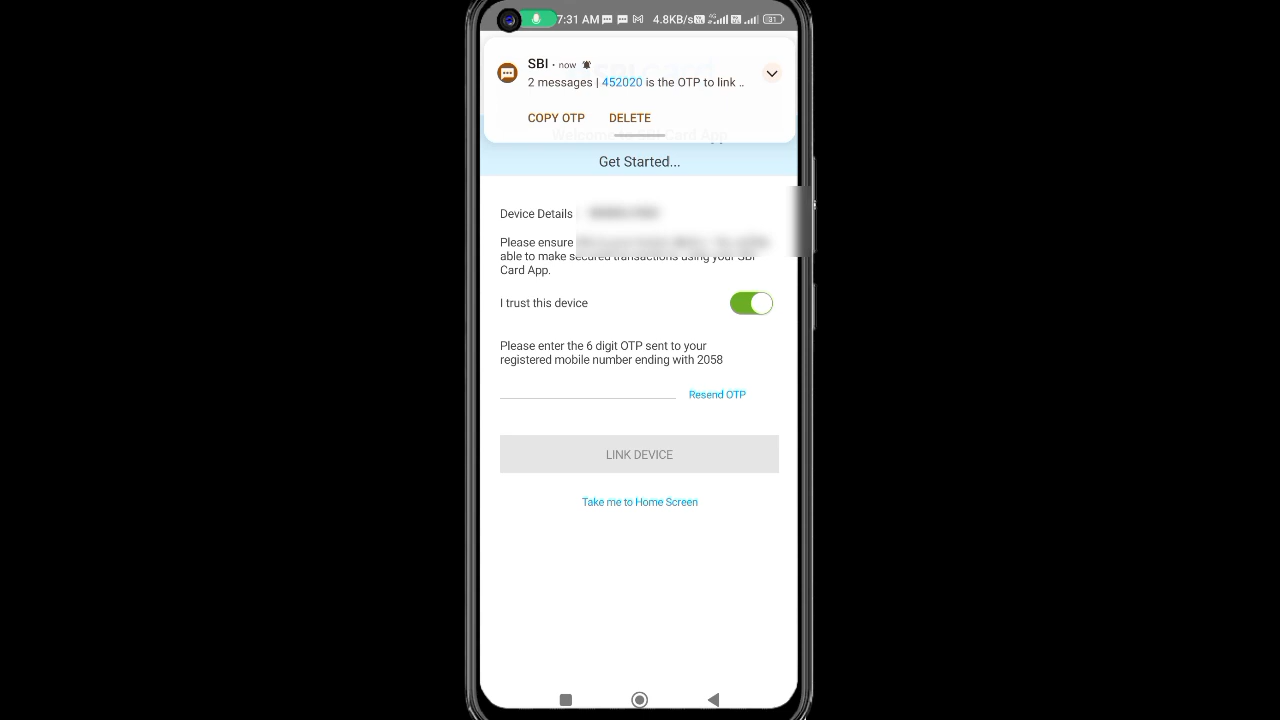 7:31 AM 4.8KB/s 31
SBI • now
2 messages | 452020 is the OTP to link ..
COPY OTP DELETE
Get Started...
Device Details
Please ensure
able to make secured transactions using your SBI
Card App.
I trust this device
Please enter the 6 digit OTP sent to your
registered mobile number ending with 2058
Resend OTP
LINK DEVICE
Take me to Home Screen